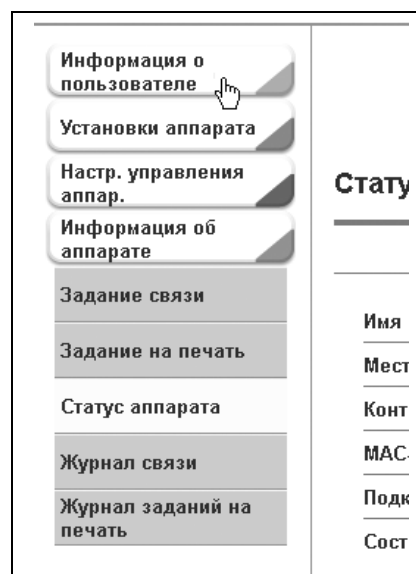 Информация о
пользователе
Установки аппарата
Настр. управления
аппар.
Информация об
аппарате
Задание связи
Задание на печать
Статус аппарата
Журнал связи
Журнал заданий на
печать
Имя